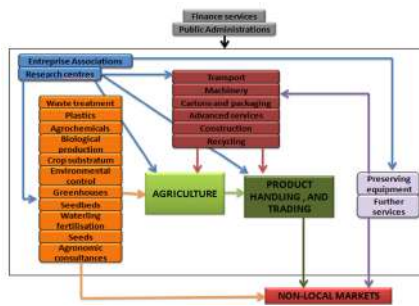 Finance services
Public Administrations
Entreprise Associations
Research centres
Transport
Machinery
Cartons and packaging
Advanced services
Construction
Recycling
Waste treatment
Plastics
Agrochemicals
Biological
production
Crop substratum
Environmental
control
Greenhouses
Seedbeds
Waterling
fertilisation
Seeds
Agronomic
consultances
AGRICULTURE
PRODUCT
HANDLING , AND
TRADING
Preserving
equipment
Further
services
NON-LOCAL MARKETS